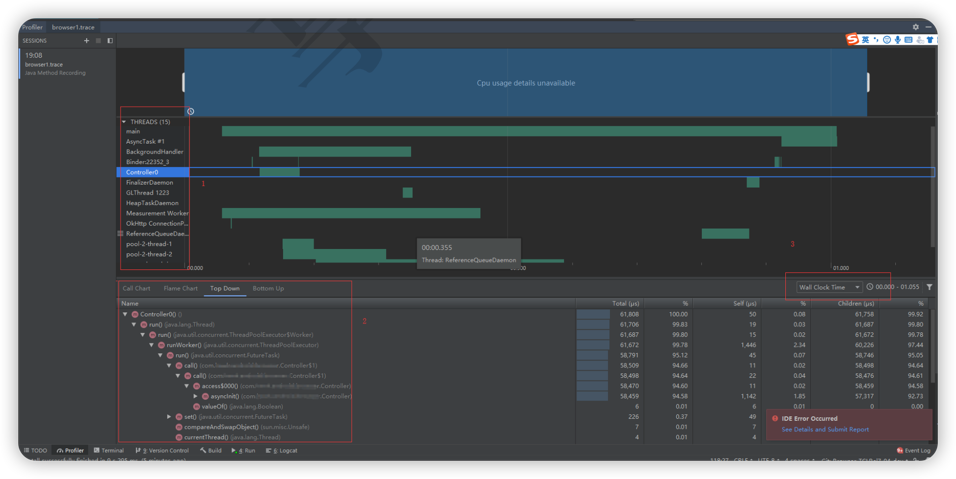 Profiler browser1.trace
SESSIONS
19:08
browser1.trace
Java Method Recording
英
Cpu usage details unavailable
THREADS (15)
main
AsyncTask #1
BackgroundHandler
Binder:22352_3
Controller0
FinalizerDaemon
GLThread 1223
HeapTaskDaemon
Measurement Worker
OkHttp ConnectionP...
ReferenceQueueDae...
pool-2-thread-1
pool-2-thread-2
1
00:00.355
Thread: ReferenceQueueDaemon
3
00.000
01.000
Call Chart Flame Chart Top Down Bottom Up
Wall Clock Time 00.000 - 01.055
Name Total (μs) % Self (μs) % Children (μs) %
Controller0() () 61,808 100.00 50 0.08 61,758 99.92
run() (java.lang.Thread) 61,706 99.83 19 0.03 61,687 99.80
run() (java.util.concurrent.ThreadPoolExecutor$Worker) 61,687 99.80 15 0.02 61,672 99.78
runWorker() (java.util.concurrent.ThreadPoolExecutor) 61,672 99.78 1,446 2.34 60,226 97.44
run() (java.util.concurrent.FutureTask) 58,791 95.12 45 0.07 58,746 95.05
call() (com. .Controller$1) 58,509 94.66 11 0.02 58,498 94.64
call() (com. .Controller$1) 58,498 94.64 22 0.04 58,476 94.61
access$000() (com. .Controller) 58,470 94.60 11 0.02 58,459 94.58
asyncInit() (com. .Controller) 58,459 94.58 1,142 1.85 57,317 92.73
valueOf() (java.lang.Boolean) 6 0.01 6 0.01 0 0.00
set() (java.util.concurrent.FutureTask) 226 0.37 49
compareAndSwapObject() (sun.misc.Unsafe) 7 0.01 7
currentThread() (java.lang.Thread) 4 0.01 4
2
IDE Error Occurred
See Details and Submit Report
TODO Profiler Terminal 9: Version Control Build 4: Run 6: Logcat Event Log